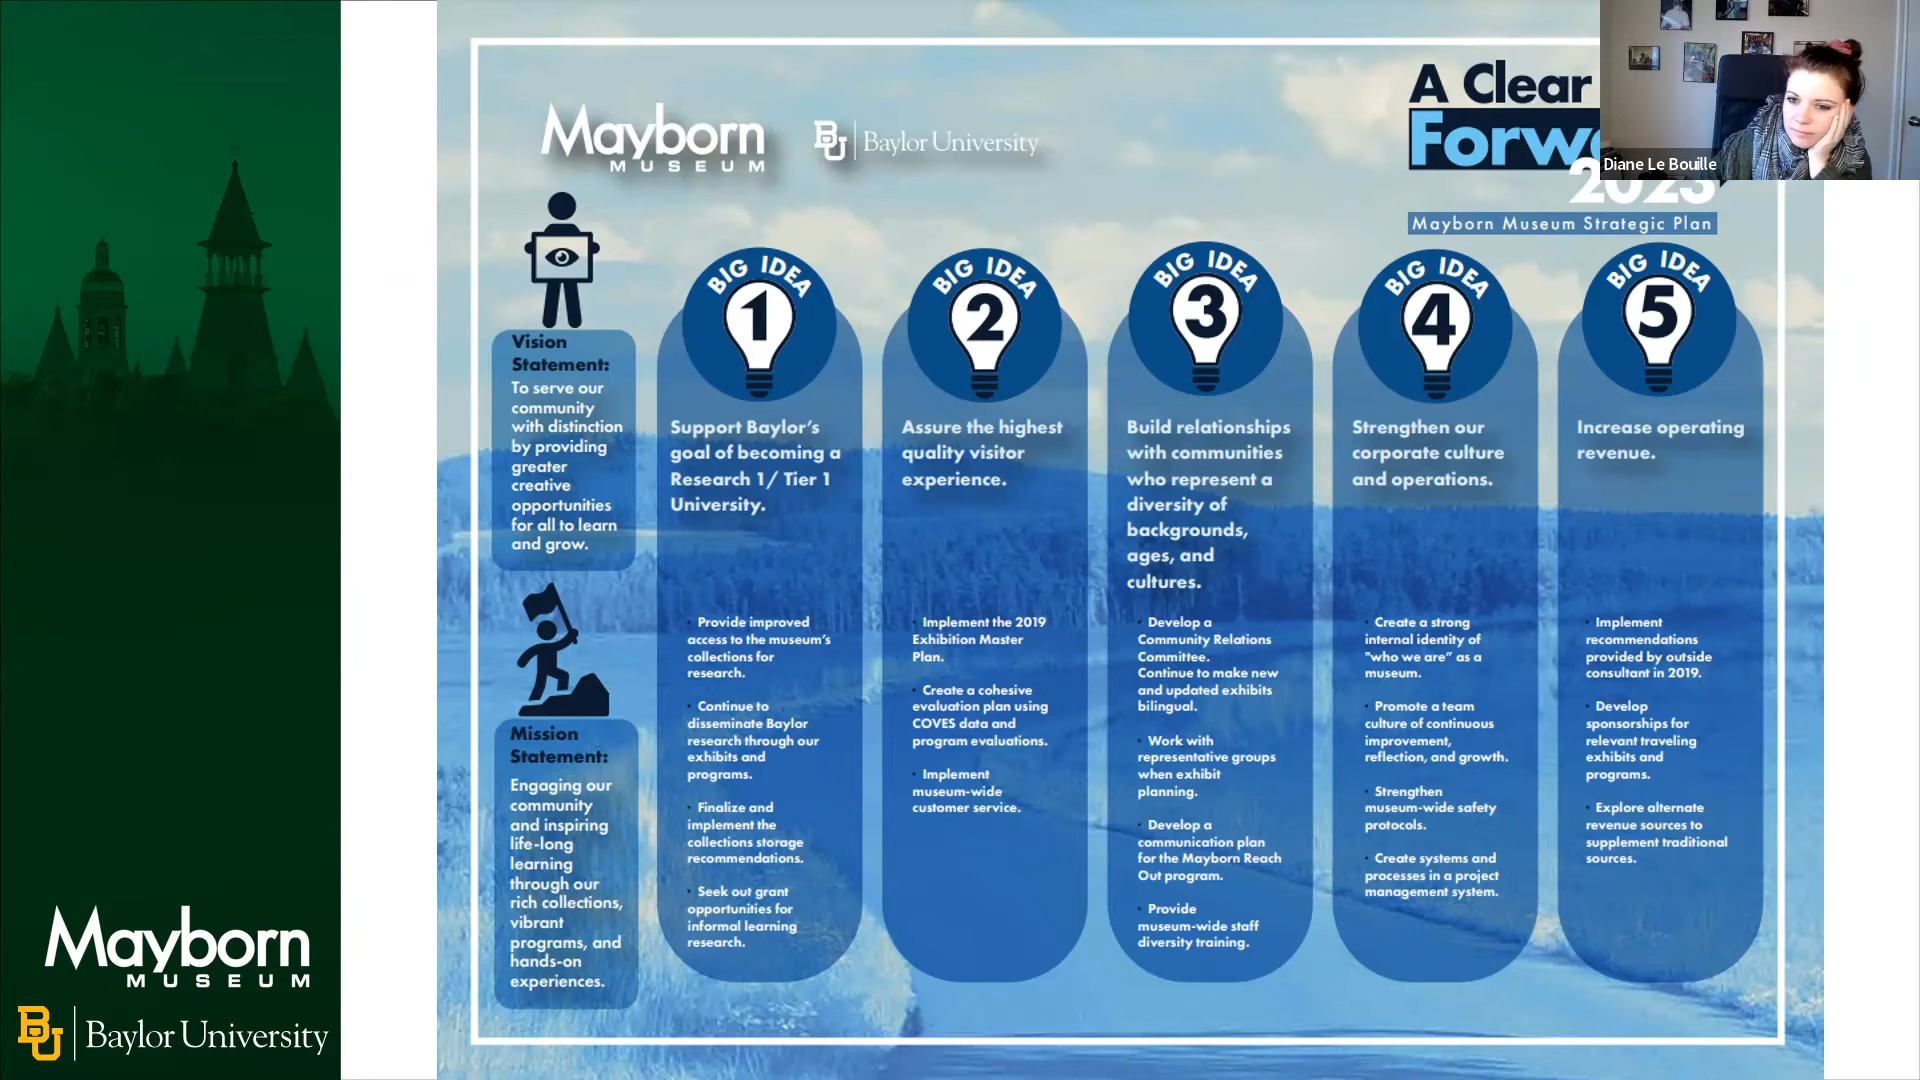 Mayborn
MUSEUM
BU Baylor University
A Clear
2023
Mayborn Museum Strategic Plan
Diane Le Bouille
Vision
Statement:
To serve our
community
with distinction
by providing
greater
creative
opportunities
for all to learn
and grow.
Mission
Statement:
Engaging our
community
and inspiring
life-long
learning
through our
rich collections,
vibrant
programs, and
hands-on
experiences.
BIG IDEA
1
Support Baylor's
goal of becoming a
Research 1/ Tier 1
University.
· Provide improved
access to the museum's
collections for
research.
· Continue to
disseminate Baylor
research through our
exhibits and
programs.
· Finalize and
implement the
collections storage
recommendations.
· Seek out grant
opportunities for
informal learning
research.
BIG IDEA
2
Assure the highest
quality visitor
experience.
· Implement the 2019
Exhibition Master
Plan.
· Create a cohesive
evaluation plan using
COVES data and
program evaluations.
· Implement
museum-wide
customer service.
BIG IDEA
3
Build relationships
with communities
who represent a
diversity of
backgrounds,
ages, and
cultures.
· Develop a
Community Relations
Committee.
Continue to make new
and updated exhibits
bilingual.
· Work with
representative groups
when exhibit
planning.
· Develop a
communication plan
for the Mayborn Reach
Out program.
· Provide
museum-wide staff
diversity training.
BIG IDEA
4
Strengthen our
corporate culture
and operations.
· Create a strong
internal identity of
"who we are" as a
museum.
· Promote a team
culture of continuous
improvement,
reflection, and growth.
· Strengthen
museum-wide safety
protocols.
· Create systems and
processes in a project
management system.
BIG IDEA
5
Increase operating
revenue.
· Implement
recommendations
provided by outside
consultant in 2019.
· Develop
sponsorships for
relevant traveling
exhibits and
programs.
· Explore alternate
revenue sources to
supplement traditional
sources.
Mayborn
MUSEUM
BU Baylor University